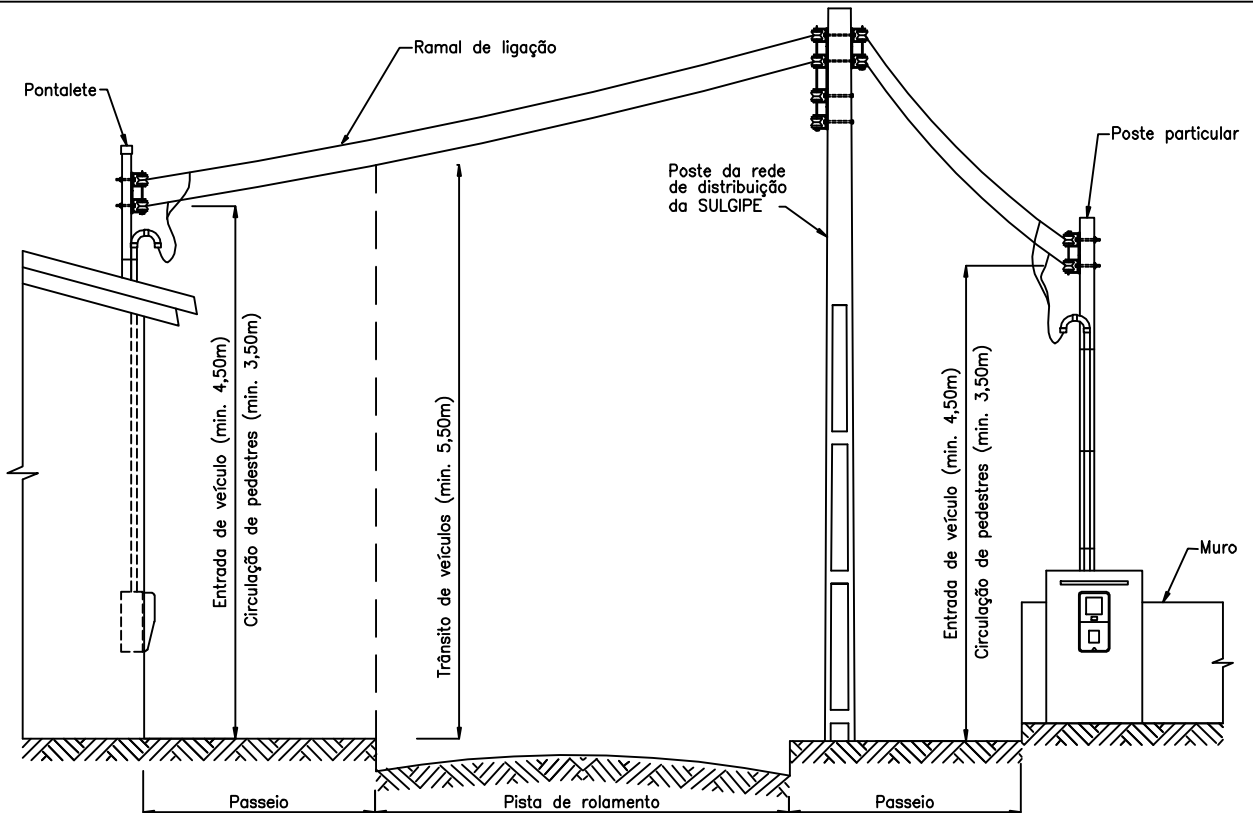 Ramal de ligação
Pontalete
Poste particular
Poste da rede
de distribuição
da SULGIPE
Entrada de veículo (min. 4,50m)
Circulação de pedestres (min. 3,50m)
Trânsito de veículos (min. 5,50m)
Entrada de veículo (min. 4,50m)
Circulação de pedestres (min. 3,50m)
Muro
Passeio
Pista de rolamento
Passeio